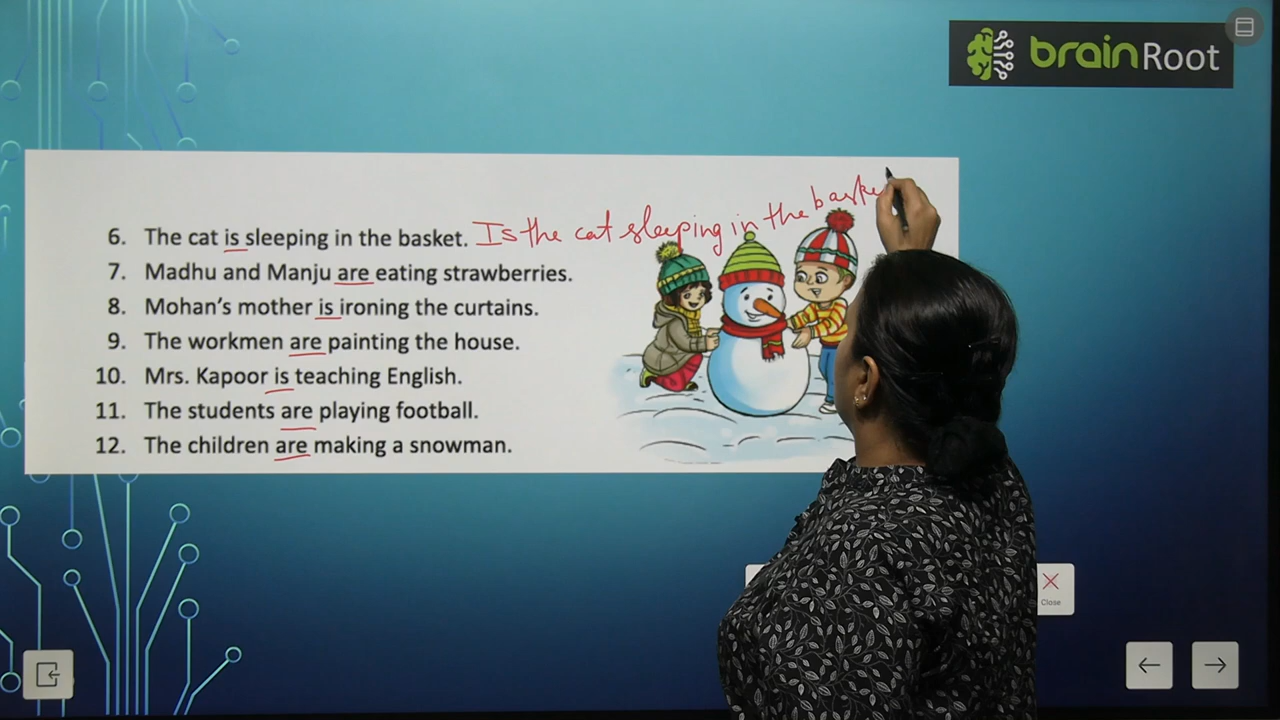 brainRoot
6. The cat is sleeping in the basket. Is the cat sleeping in the baske
7. Madhu and Manju are eating strawberries.
8. Mohan's mother is ironing the curtains.
9. The workmen are painting the house.
10. Mrs. Kapoor is teaching English.
11. The students are playing football.
12. The children are making a snowman.
Close